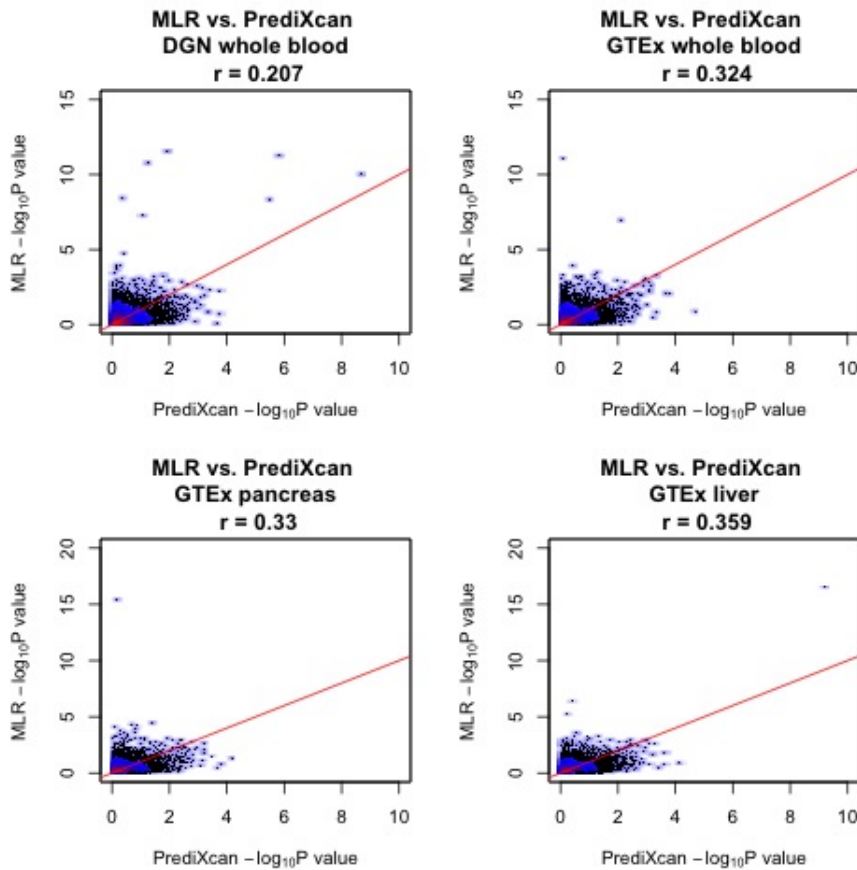 MLR vs. PrediXcan
DGN whole blood
r = 0.207
MLR −log₁₀P value
15
10
5
0
0 2 4 6 8 10
PrediXcan −log₁₀P value
MLR vs. PrediXcan
GTEx whole blood
r = 0.324
MLR −log₁₀P value
15
10
5
0
0 2 4 6 8 10
PrediXcan −log₁₀P value
MLR vs. PrediXcan
GTEx pancreas
r = 0.33
MLR −log₁₀P value
20
15
10
5
0
0 2 4 6 8 10
PrediXcan −log₁₀P value
MLR vs. PrediXcan
GTEx liver
r = 0.359
MLR −log₁₀P value
20
15
10
5
0
0 2 4 6 8 10
PrediXcan −log₁₀P value